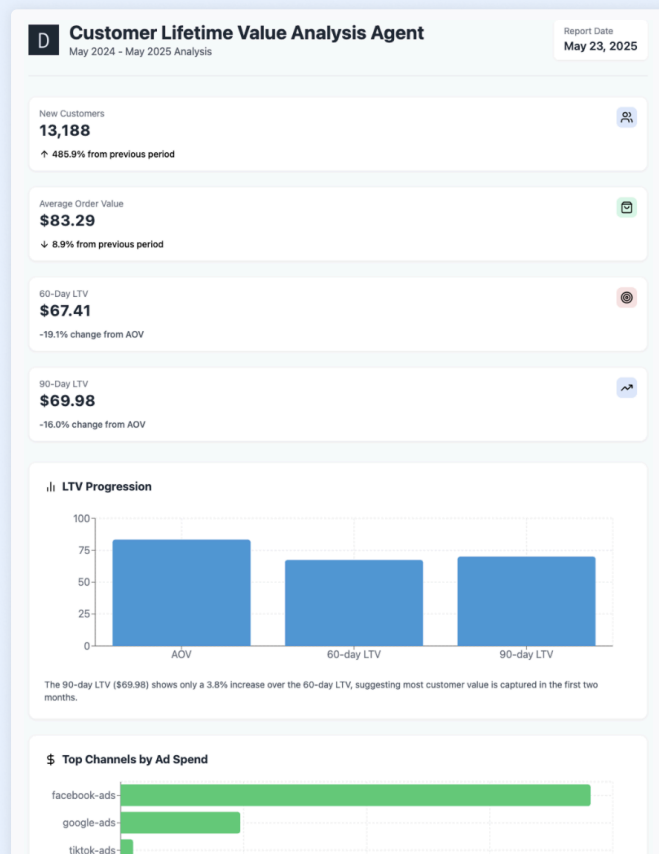 D
Customer Lifetime Value Analysis Agent
May 2024 - May 2025 Analysis
Report Date
May 23, 2025
New Customers
13,188
↑ 485.9% from previous period
Average Order Value
$83.29
↓ 8.9% from previous period
60-Day LTV
$67.41
-19.1% change from AOV
90-Day LTV
$69.98
-16.0% change from AOV
LTV Progression
100
75
50
25
0
AOV
60-day LTV
90-day LTV
The 90-day LTV ($69.98) shows only a 3.8% increase over the 60-day LTV, suggesting most customer value is captured in the first two
months.
$ Top Channels by Ad Spend
facebook-ads
google-ads
tiktok-ads